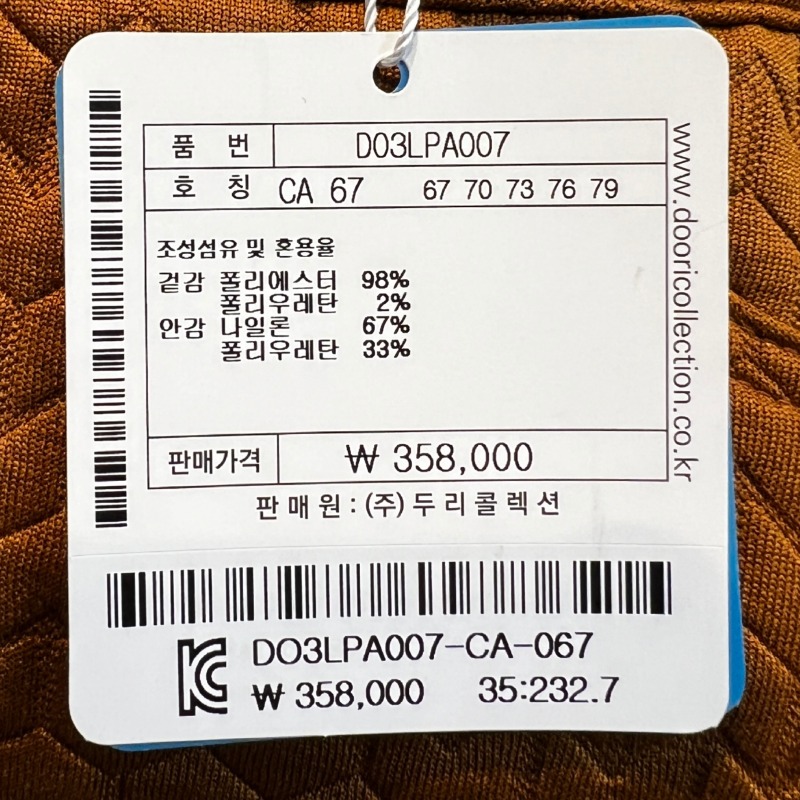 품 번 DO3LPA007
호 칭 CA 67 67 70 73 76 79
조성섬유 및 혼용율
겉감 폴리에스터 98%
폴리우레탄 2%
안감 나일론 67%
폴리우레탄 33%
판매가격 ₩ 358,000
판 매 원 : (주) 두 리 콜 렉 션
www.dooricollection.co.kr
KC DO3LPA007-CA-067
₩ 358,000 35:232.7